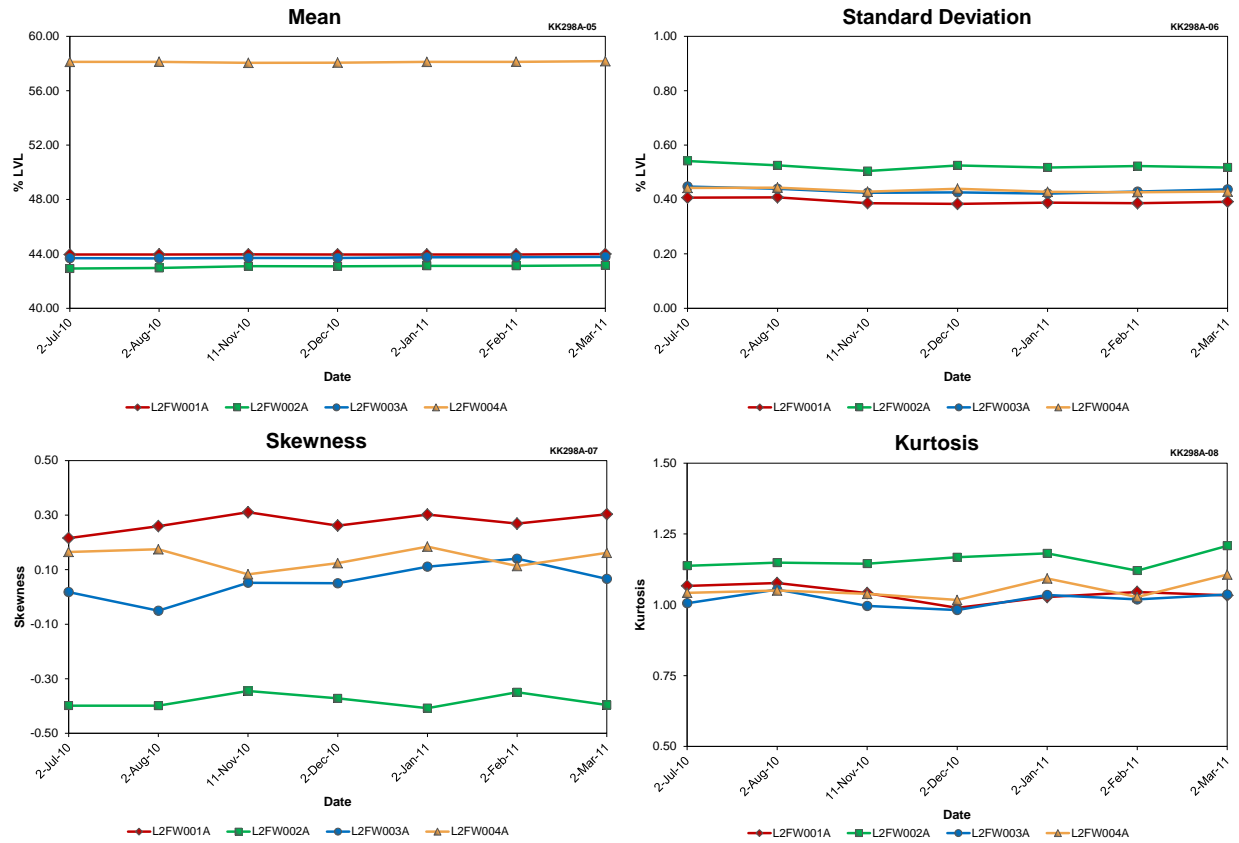 Mean
KK298A-05
60.00
56.00
52.00
48.00
44.00
40.00
% LVL
2-Jul-10
2-Aug-10
11-Nov-10
2-Dec-10
2-Jan-11
2-Feb-11
2-Mar-11
Date
L2FW001A L2FW002A L2FW003A L2FW004A
Standard Deviation
KK298A-06
1.00
0.80
0.60
0.40
0.20
0.00
% LVL
2-Jul-10
2-Aug-10
11-Nov-10
2-Dec-10
2-Jan-11
2-Feb-11
2-Mar-11
Date
L2FW001A L2FW002A L2FW003A L2FW004A
Skewness
KK298A-07
0.50
0.30
0.10
-0.10
-0.30
-0.50
Skewness
2-Jul-10
2-Aug-10
11-Nov-10
2-Dec-10
2-Jan-11
2-Feb-11
2-Mar-11
Date
L2FW001A L2FW002A L2FW003A L2FW004A
Kurtosis
KK298A-08
1.50
1.25
1.00
0.75
0.50
Kurtosis
2-Jul-10
2-Aug-10
11-Nov-10
2-Dec-10
2-Jan-11
2-Feb-11
2-Mar-11
Date
L2FW001A L2FW002A L2FW003A L2FW004A